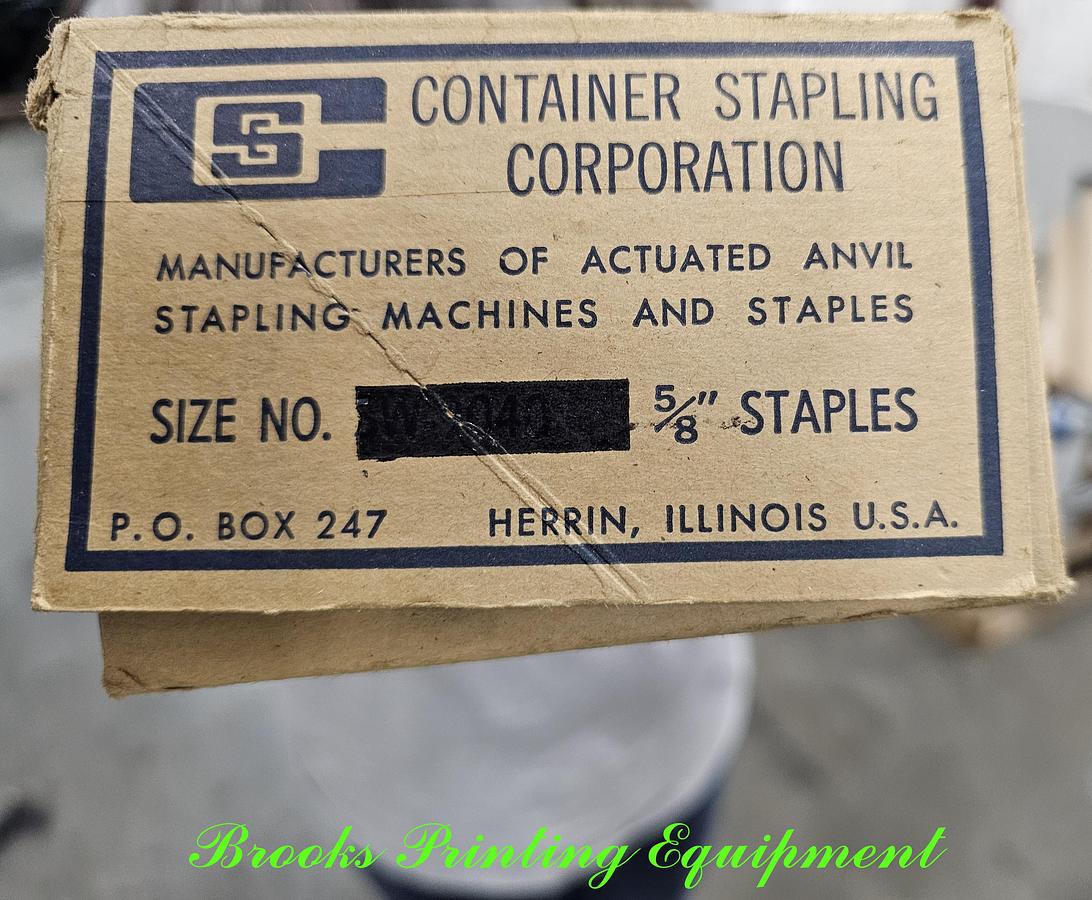 CSC
CONTAINER STAPLING
CORPORATION
MANUFACTURERS OF ACTUATED ANVIL
STAPLING MACHINES AND STAPLES
SIZE NO. 5/8" STAPLES
P.O. BOX 247 HERRIN, ILLINOIS U.S.A.
Brooks Printing Equipment